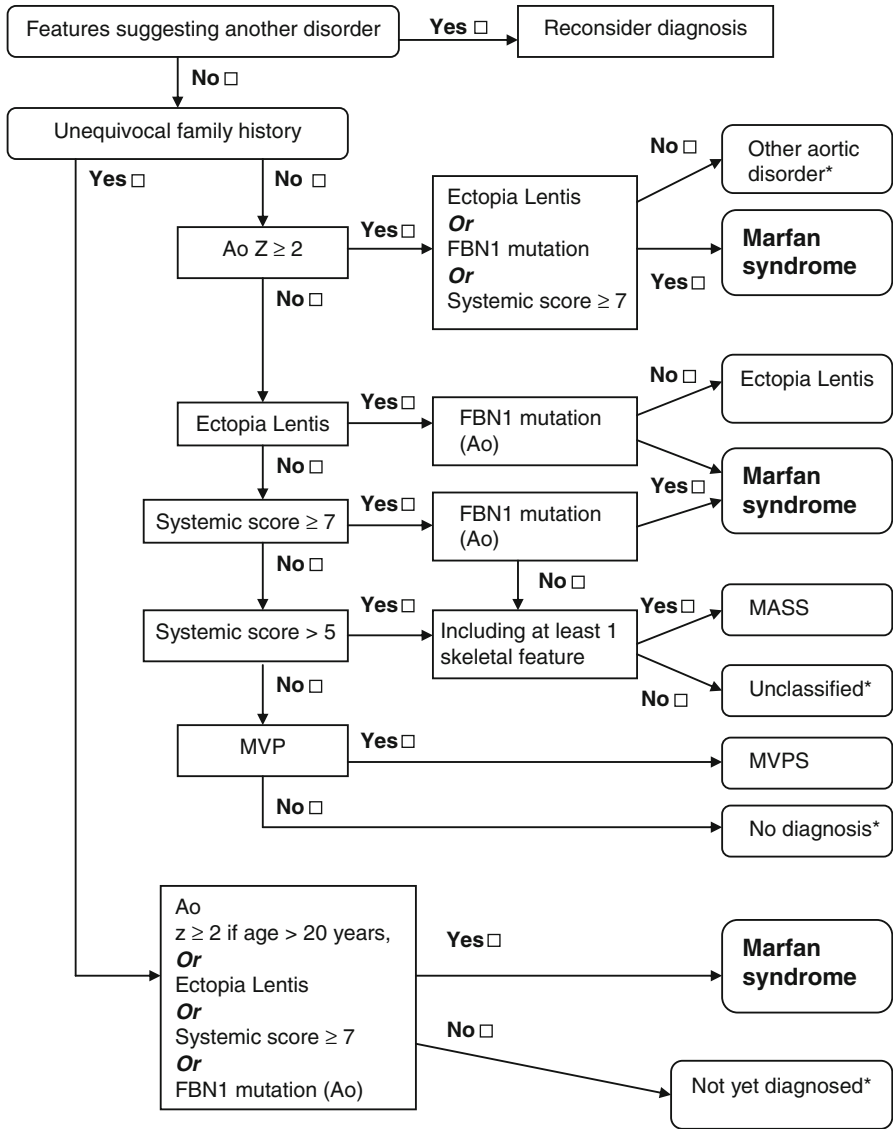 Features suggesting another disorder
Yes □
Reconsider diagnosis
No □
Unequivocal family history
Yes □
No □
Ao Z ≥ 2
Yes □
Ectopia Lentis
Or
FBN1 mutation
Or
Systemic score ≥ 7
No □
Other aortic
disorder*
Yes □
Marfan
syndrome
No □
Ectopia Lentis
Yes □
FBN1 mutation
(Ao)
No □
Ectopia Lentis
Yes □
Marfan
syndrome
No □
Systemic score ≥ 7
Yes □
FBN1 mutation
(Ao)
No □
No □
Systemic score > 5
Yes □
Including at least 1
skeletal feature
Yes □
MASS
No □
Unclassified*
No □
MVP
Yes □
MVPS
No □
No diagnosis*
Ao
z ≥ 2 if age > 20 years,
Or
Ectopia Lentis
Or
Systemic score ≥ 7
Or
FBN1 mutation (Ao)
Yes □
Marfan
syndrome
No □
Not yet diagnosed*